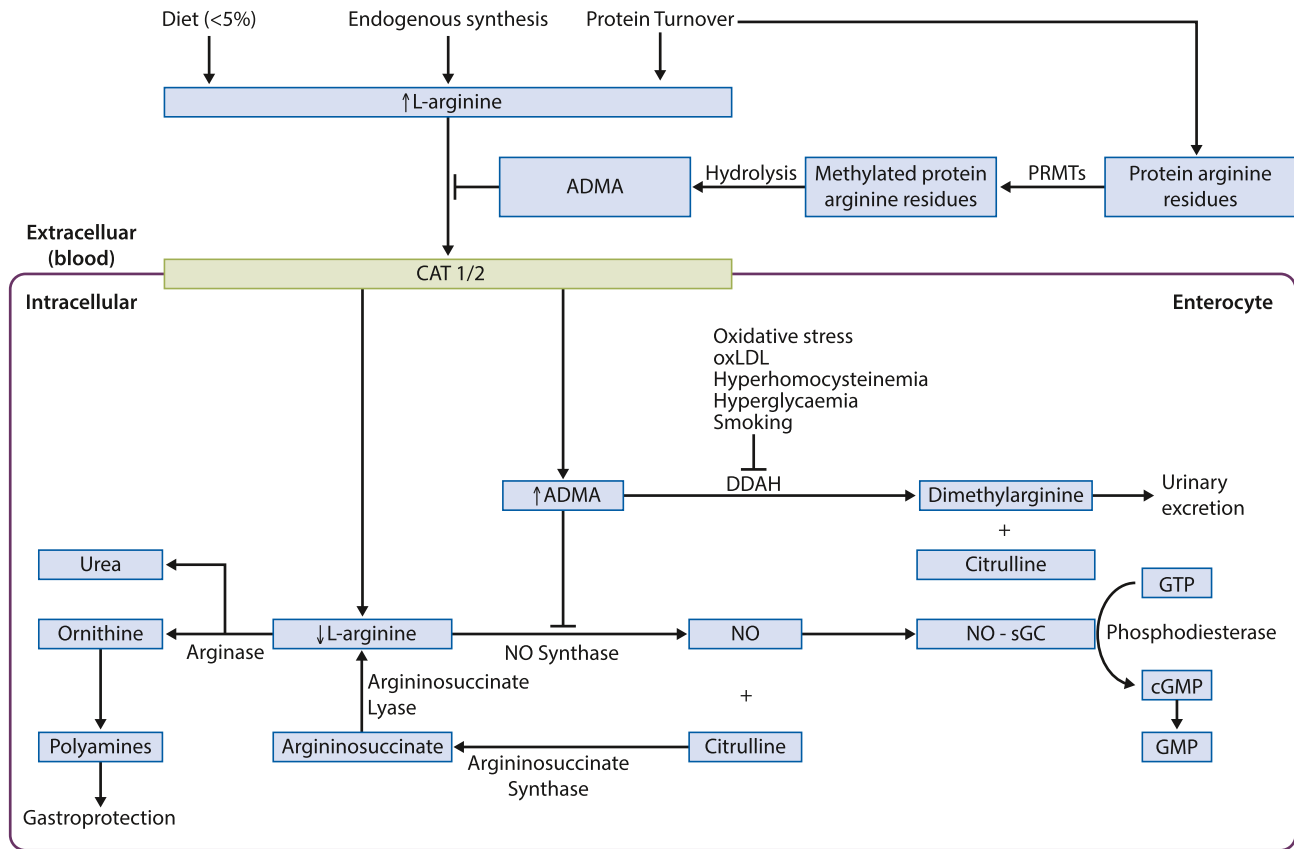 Diet (<5%)
Endogenous synthesis
Protein Turnover
↑L-arginine
ADMA
Hydrolysis
Methylated protein
arginine residues
PRMTs
Protein arginine
residues
Extracelluar
(blood)
CAT 1/2
Intracellular
Enterocyte
Oxidative stress
oxLDL
Hyperhomocysteinemia
Hyperglycaemia
Smoking
↑ADMA
DDAH
Dimethylarginine
Urinary
excretion
+
Citrulline
Urea
GTP
Ornithine
Arginase
↓L-arginine
NO Synthase
NO
NO - sGC
Phosphodiesterase
Argininosuccinate
Lyase
+
cGMP
Polyamines
Argininosuccinate
Argininosuccinate
Synthase
Citrulline
GMP
Gastroprotection